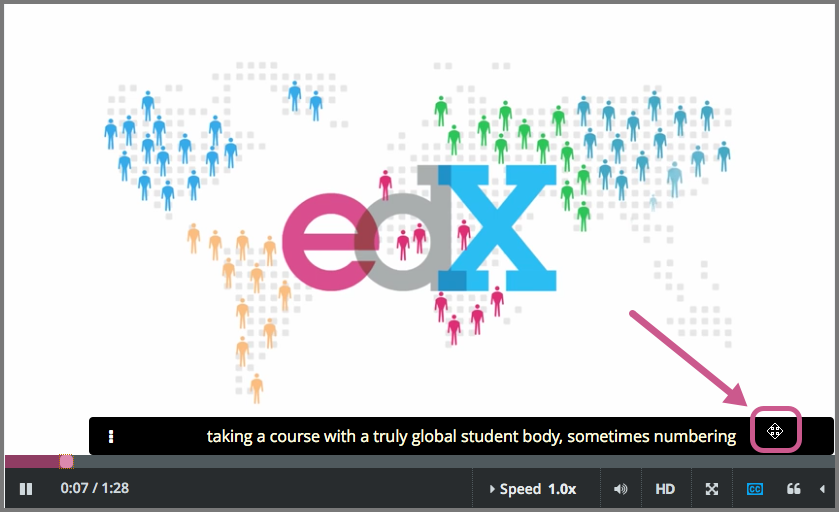 edX
taking a course with a truly global student body, sometimes numbering
0:07 / 1:28
Speed 1.0x
HD
CC